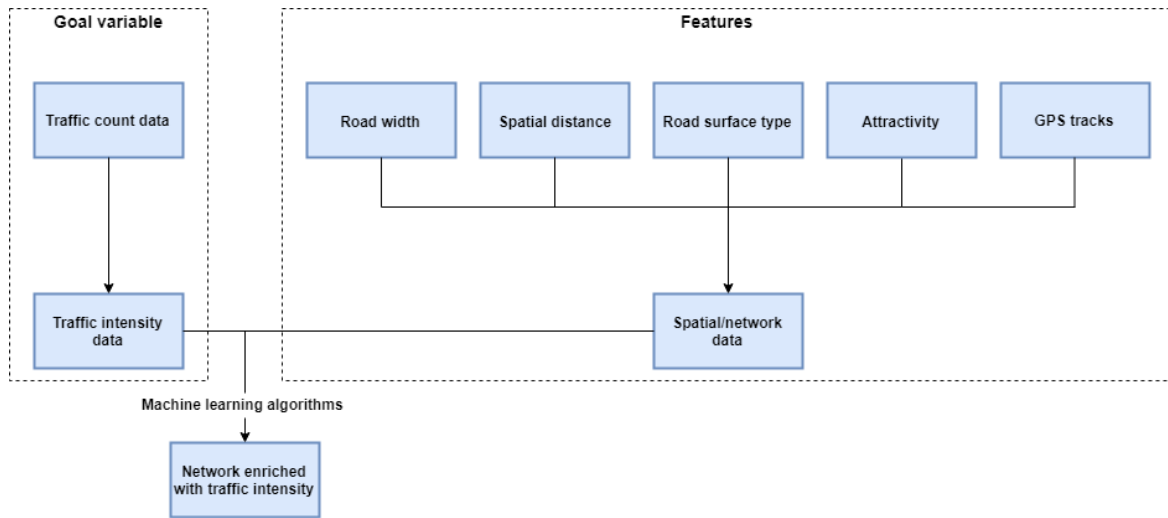 Goal variable
Features
Traffic count data
Road width
Spatial distance
Road surface type
Attractivity
GPS tracks
Traffic intensity
data
Spatial/network
data
Machine learning algorithms
Network enriched
with traffic intensity